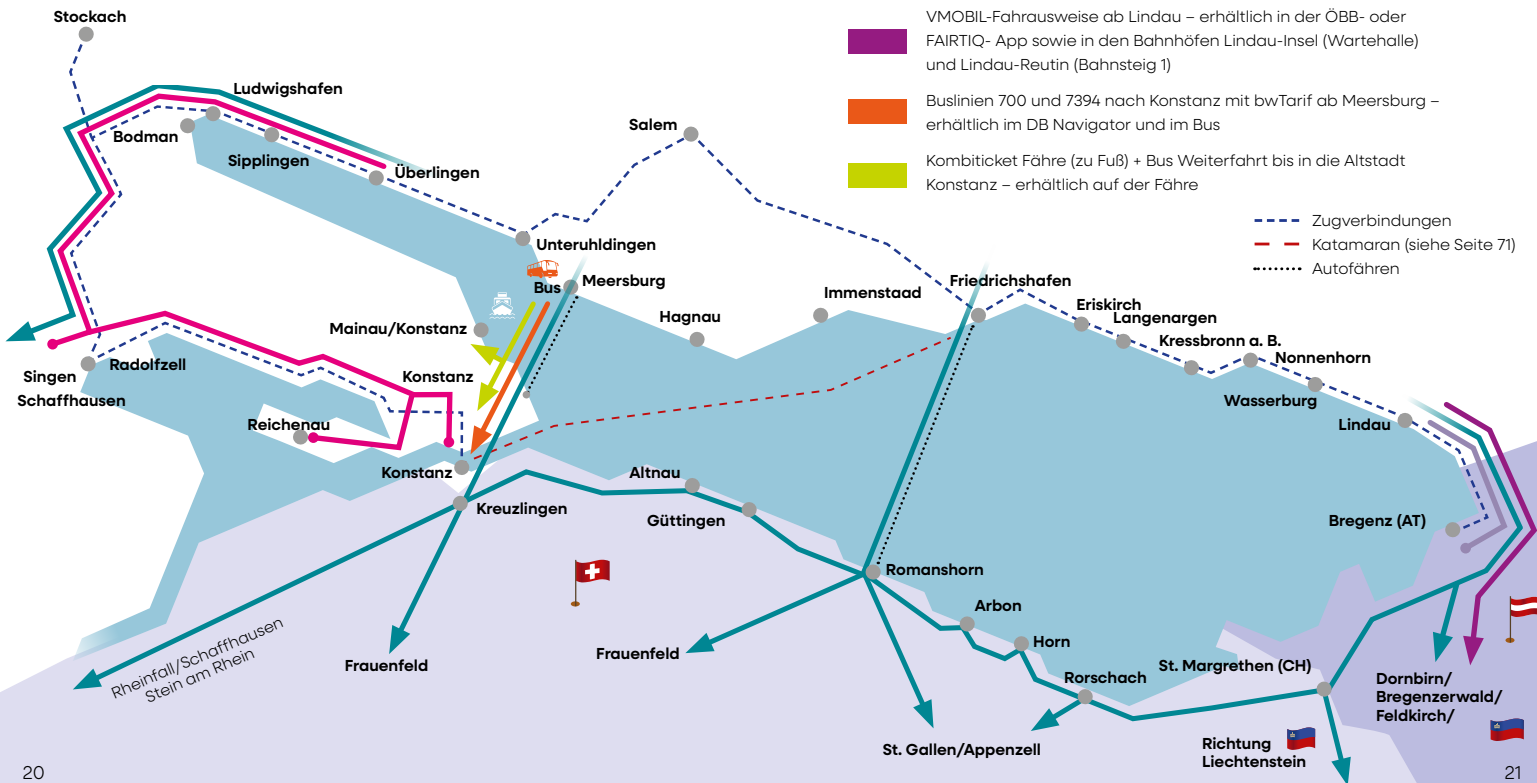 VMOBIL-Fahrausweise ab Lindau – erhältlich in der ÖBB- oder
FAIRTIQ- App sowie in den Bahnhöfen Lindau-Insel (Wartehalle)
und Lindau-Reutin (Bahnsteig 1)
Buslinien 700 und 7394 nach Konstanz mit bwTarif ab Meersburg –
erhältlich im DB Navigator und im Bus
Kombiticket Fähre (zu Fuß) + Bus Weiterfahrt bis in die Altstadt
Konstanz – erhältlich auf der Fähre
Zugverbindungen
Katamaran (siehe Seite 71)
Autofähren
Stockach
Ludwigshafen
Bodman
Sipplingen
Überlingen
Salem
Unteruhldingen
Bus
Meersburg
Friedrichshafen
Immenstaad
Hagnau
Eriskirch
Langenargen
Kressbronn a. B.
Nonnenhorn
Wasserburg
Lindau
Mainau/Konstanz
Radolfzell
Singen
Schaffhausen
Konstanz
Reichenau
Konstanz
Kreuzlingen
Altnau
Güttingen
Bregenz (AT)
Romanshorn
Arbon
Horn
Rorschach
St. Margrethen (CH)
Rheinfall/Schaffhausen
Stein am Rhein
Frauenfeld
Frauenfeld
St. Gallen/Appenzell
Richtung
Liechtenstein
Dornbirn/
Bregenzerwald/
Feldkirch/
20
21